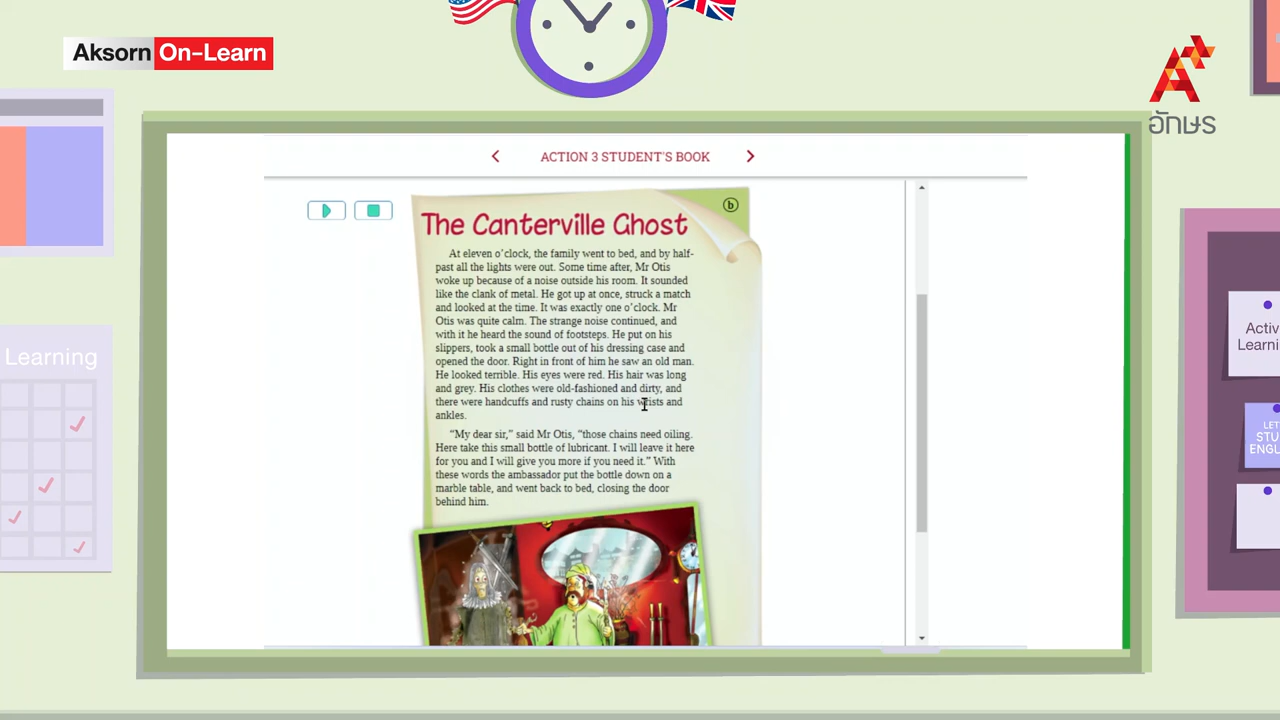 Aksorn On-Learn
อักษร
ACTION 3 STUDENT'S BOOK
b
The Canterville Ghost
At eleven o'clock, the family went to bed, and by half-
past all the lights were out. Some time after, Mr Otis
woke up because of a noise outside his room. It sounded
like the clank of metal. He got up at once, struck a match
and looked at the time. It was exactly one o'clock. Mr
Otis was quite calm. The strange noise continued, and
with it he heard the sound of footsteps. He put on his
slippers, took a small bottle out of his dressing case and
opened the door. Right in front of him he saw an old man.
He looked terrible. His eyes were red. His hair was long
and grey. His clothes were old-fashioned and dirty, and
there were handcuffs and rusty chains on his wrists and
ankles.
“My dear sir,” said Mr Otis, “those chains need oiling.
Here take this small bottle of lubricant. I will leave it here
for you and I will give you more if you need it.” With
these words the ambassador put the bottle down on a
marble table, and went back to bed, closing the door
behind him.
Learning
Activ
Learni
LET
STU
ENGL